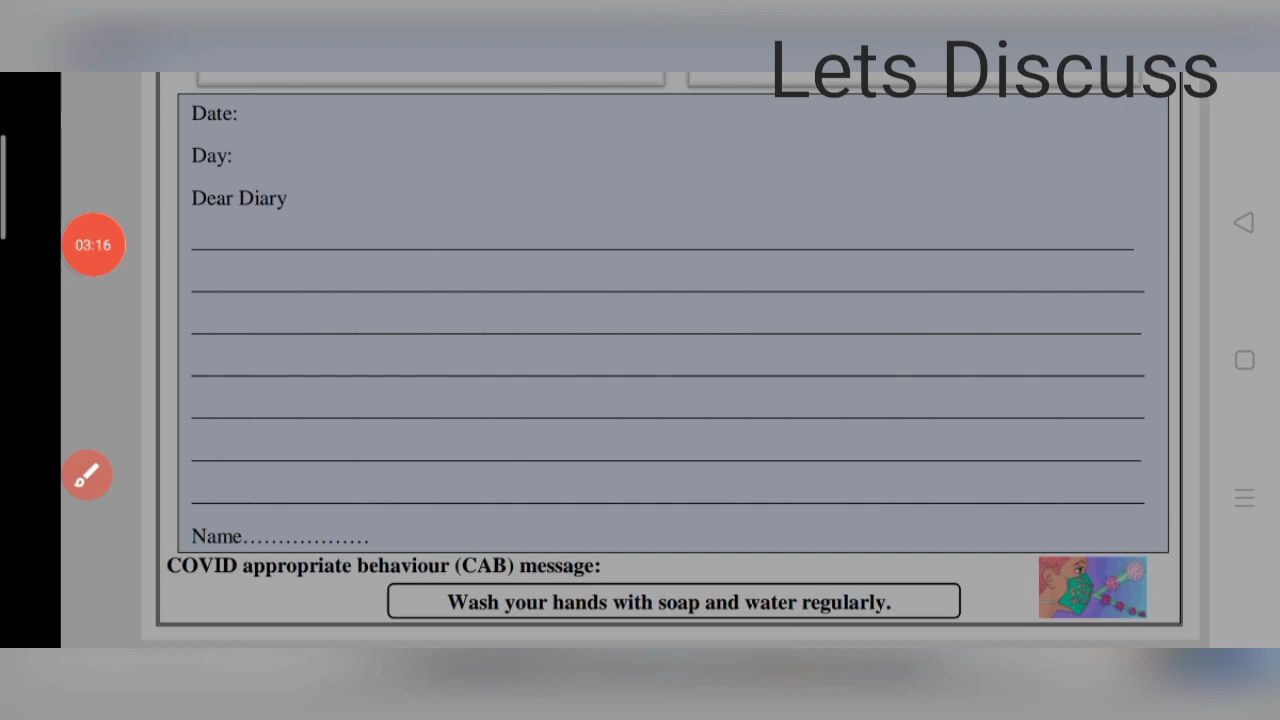 Lets Discuss
Date:
Day:
Dear Diary
03:16
Name..................
COVID appropriate behaviour (CAB) message:
Wash your hands with soap and water regularly.